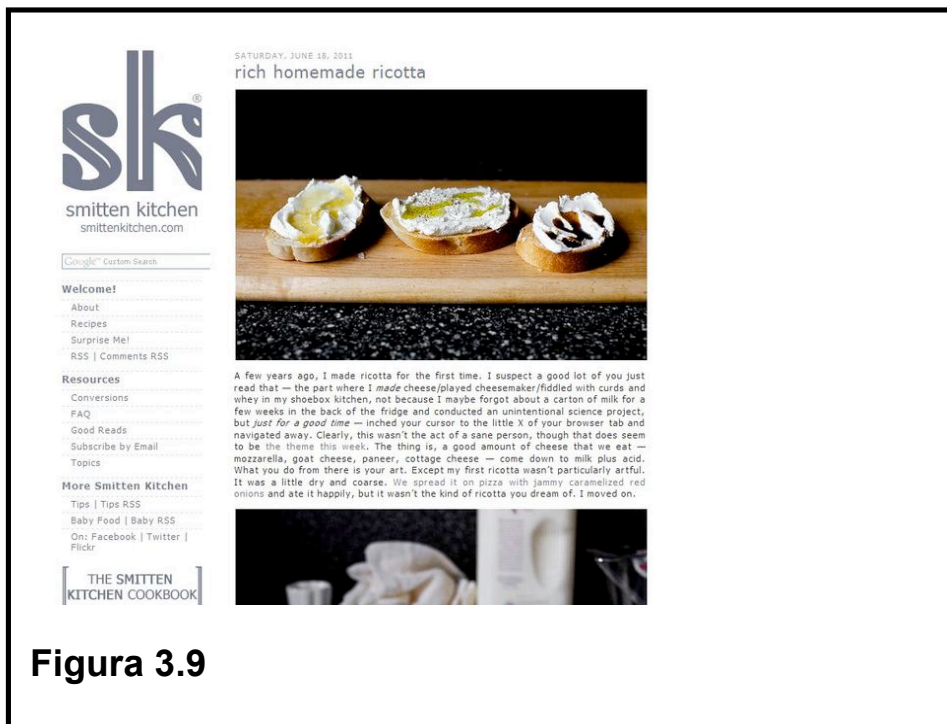 sk®
smitten kitchen
smittenkitchen.com
Google™ Custom Search
Welcome!
About
Recipes
Surprise Me!
RSS | Comments RSS
Resources
Conversions
FAQ
Good Reads
Subscribe by Email
Topics
More Smitten Kitchen
Tips | Tips RSS
Baby Food | Baby RSS
On: Facebook | Twitter |
Flickr
THE SMITTEN
KITCHEN COOKBOOK
SATURDAY, JUNE 18, 2011
rich homemade ricotta
A few years ago, I made ricotta for the first time. I suspect a good lot of you just
read that — the part where I made cheese/played cheesemaker/fiddled with curds and
whey in my shoebox kitchen, not because I maybe forgot about a carton of milk for a
few weeks in the back of the fridge and conducted an unintentional science project,
but just for a good time — inched your cursor to the little X of your browser tab and
navigated away. Clearly, this wasn't the act of a sane person, though that does seem
to be the theme this week. The thing is, a good amount of cheese that we eat —
mozzarella, goat cheese, paneer, cottage cheese — come down to milk plus acid.
What you do from there is your art. Except my first ricotta wasn't particularly artful.
It was a little dry and coarse. We spread it on pizza with jammy caramelized red
onions and ate it happily, but it wasn't the kind of ricotta you dream of. I moved on.
Figura 3.9